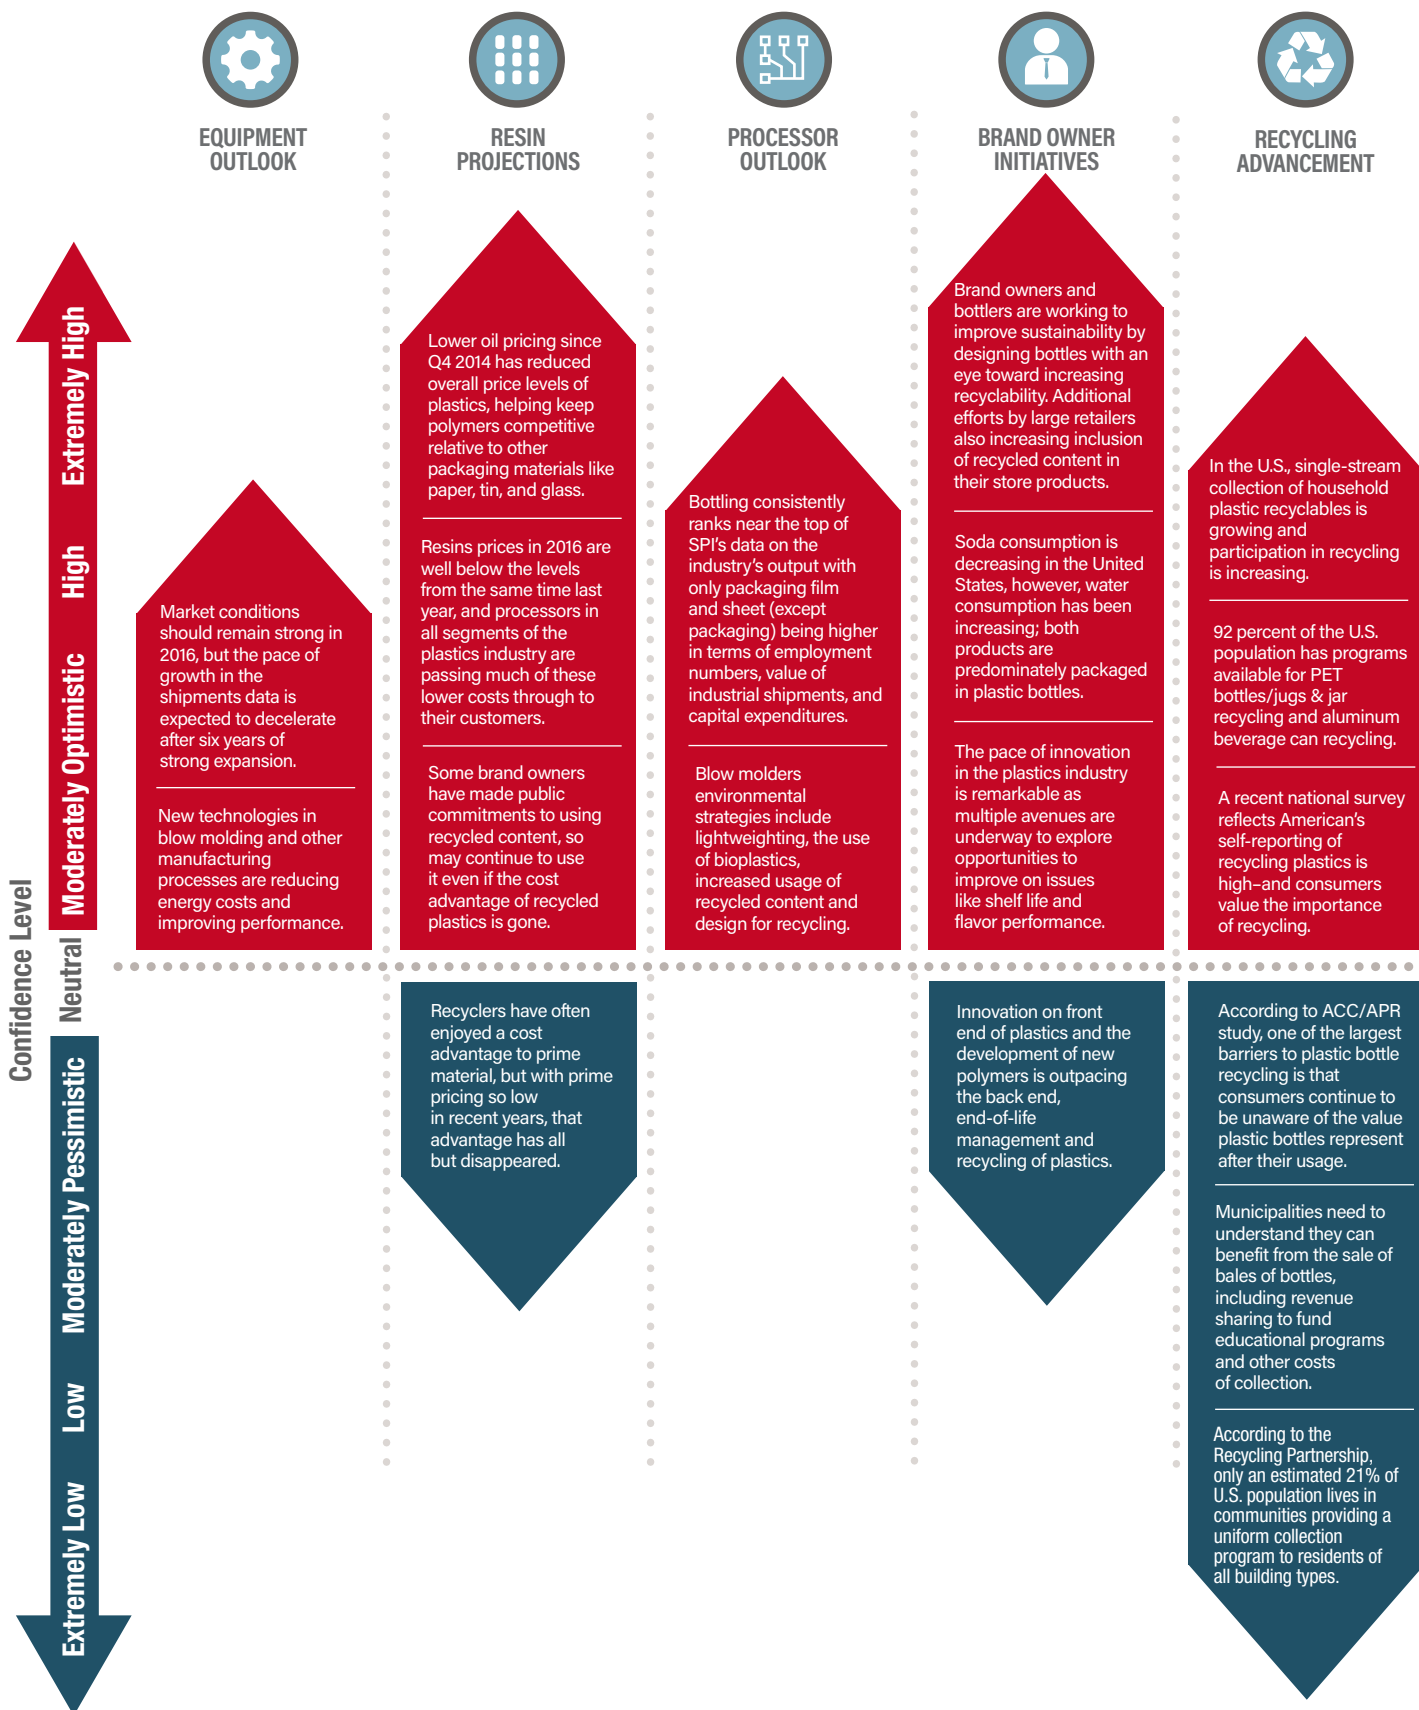 EQUIPMENT
OUTLOOK
RESIN
PROJECTIONS
PROCESSOR
OUTLOOK
BRAND OWNER
INITIATIVES
RECYCLING
ADVANCEMENT
Confidence Level
Extremely High
High
Moderately Optimistic
Neutral
Moderately Pessimistic
Low
Extremely Low
Market conditions
should remain strong in
2016, but the pace of
growth in the
shipments data is
expected to decelerate
after six years of
strong expansion.
New technologies in
blow molding and other
manufacturing
processes are reducing
energy costs and
improving performance.
Lower oil pricing since
Q4 2014 has reduced
overall price levels of
plastics, helping keep
polymers competitive
relative to other
packaging materials like
paper, tin, and glass.
Resins prices in 2016 are
well below the levels
from the same time last
year, and processors in
all segments of the
plastics industry are
passing much of these
lower costs through to
their customers.
Some brand owners
have made public
commitments to using
recycled content, so
may continue to use
it even if the cost
advantage of recycled
plastics is gone.
Recyclers have often
enjoyed a cost
advantage to prime
material, but with prime
pricing so low
in recent years, that
advantage has all
but disappeared.
Bottling consistently
ranks near the top of
SPI's data on the
industry's output with
only packaging film
and sheet (except
packaging) being higher
in terms of employment
numbers, value of
industrial shipments, and
capital expenditures.
Blow molders
environmental
strategies include
lightweighting, the use
of bioplastics,
increased usage of
recycled content and
design for recycling.
Brand owners and
bottlers are working to
improve sustainability by
designing bottles with an
eye toward increasing
recyclability. Additional
efforts by large retailers
also increasing inclusion
of recycled content in
their store products.
Soda consumption is
decreasing in the United
States, however, water
consumption has been
increasing; both
products are
predominately packaged
in plastic bottles.
The pace of innovation
in the plastics industry
is remarkable as
multiple avenues are
underway to explore
opportunities to
improve on issues
like shelf life and
flavor performance.
Innovation on front
end of plastics and the
development of new
polymers is outpacing
the back end,
end-of-life
management and
recycling of plastics.
In the U.S., single-stream
collection of household
plastic recyclables is
growing and
participation in recycling
is increasing.
92 percent of the U.S.
population has programs
available for PET
bottles/jugs & jar
recycling and aluminum
beverage can recycling.
A recent national survey
reflects American's
self-reporting of
recycling plastics is
high–and consumers
value the importance
of recycling.
According to ACC/APR
study, one of the largest
barriers to plastic bottle
recycling is that
consumers continue to
be unaware of the value
plastic bottles represent
after their usage.
Municipalities need to
understand they can
benefit from the sale of
bales of bottles,
including revenue
sharing to fund
educational programs
and other costs
of collection.
According to the
Recycling Partnership,
only an estimated 21% of
U.S. population lives in
communities providing a
uniform collection
program to residents of
all building types.